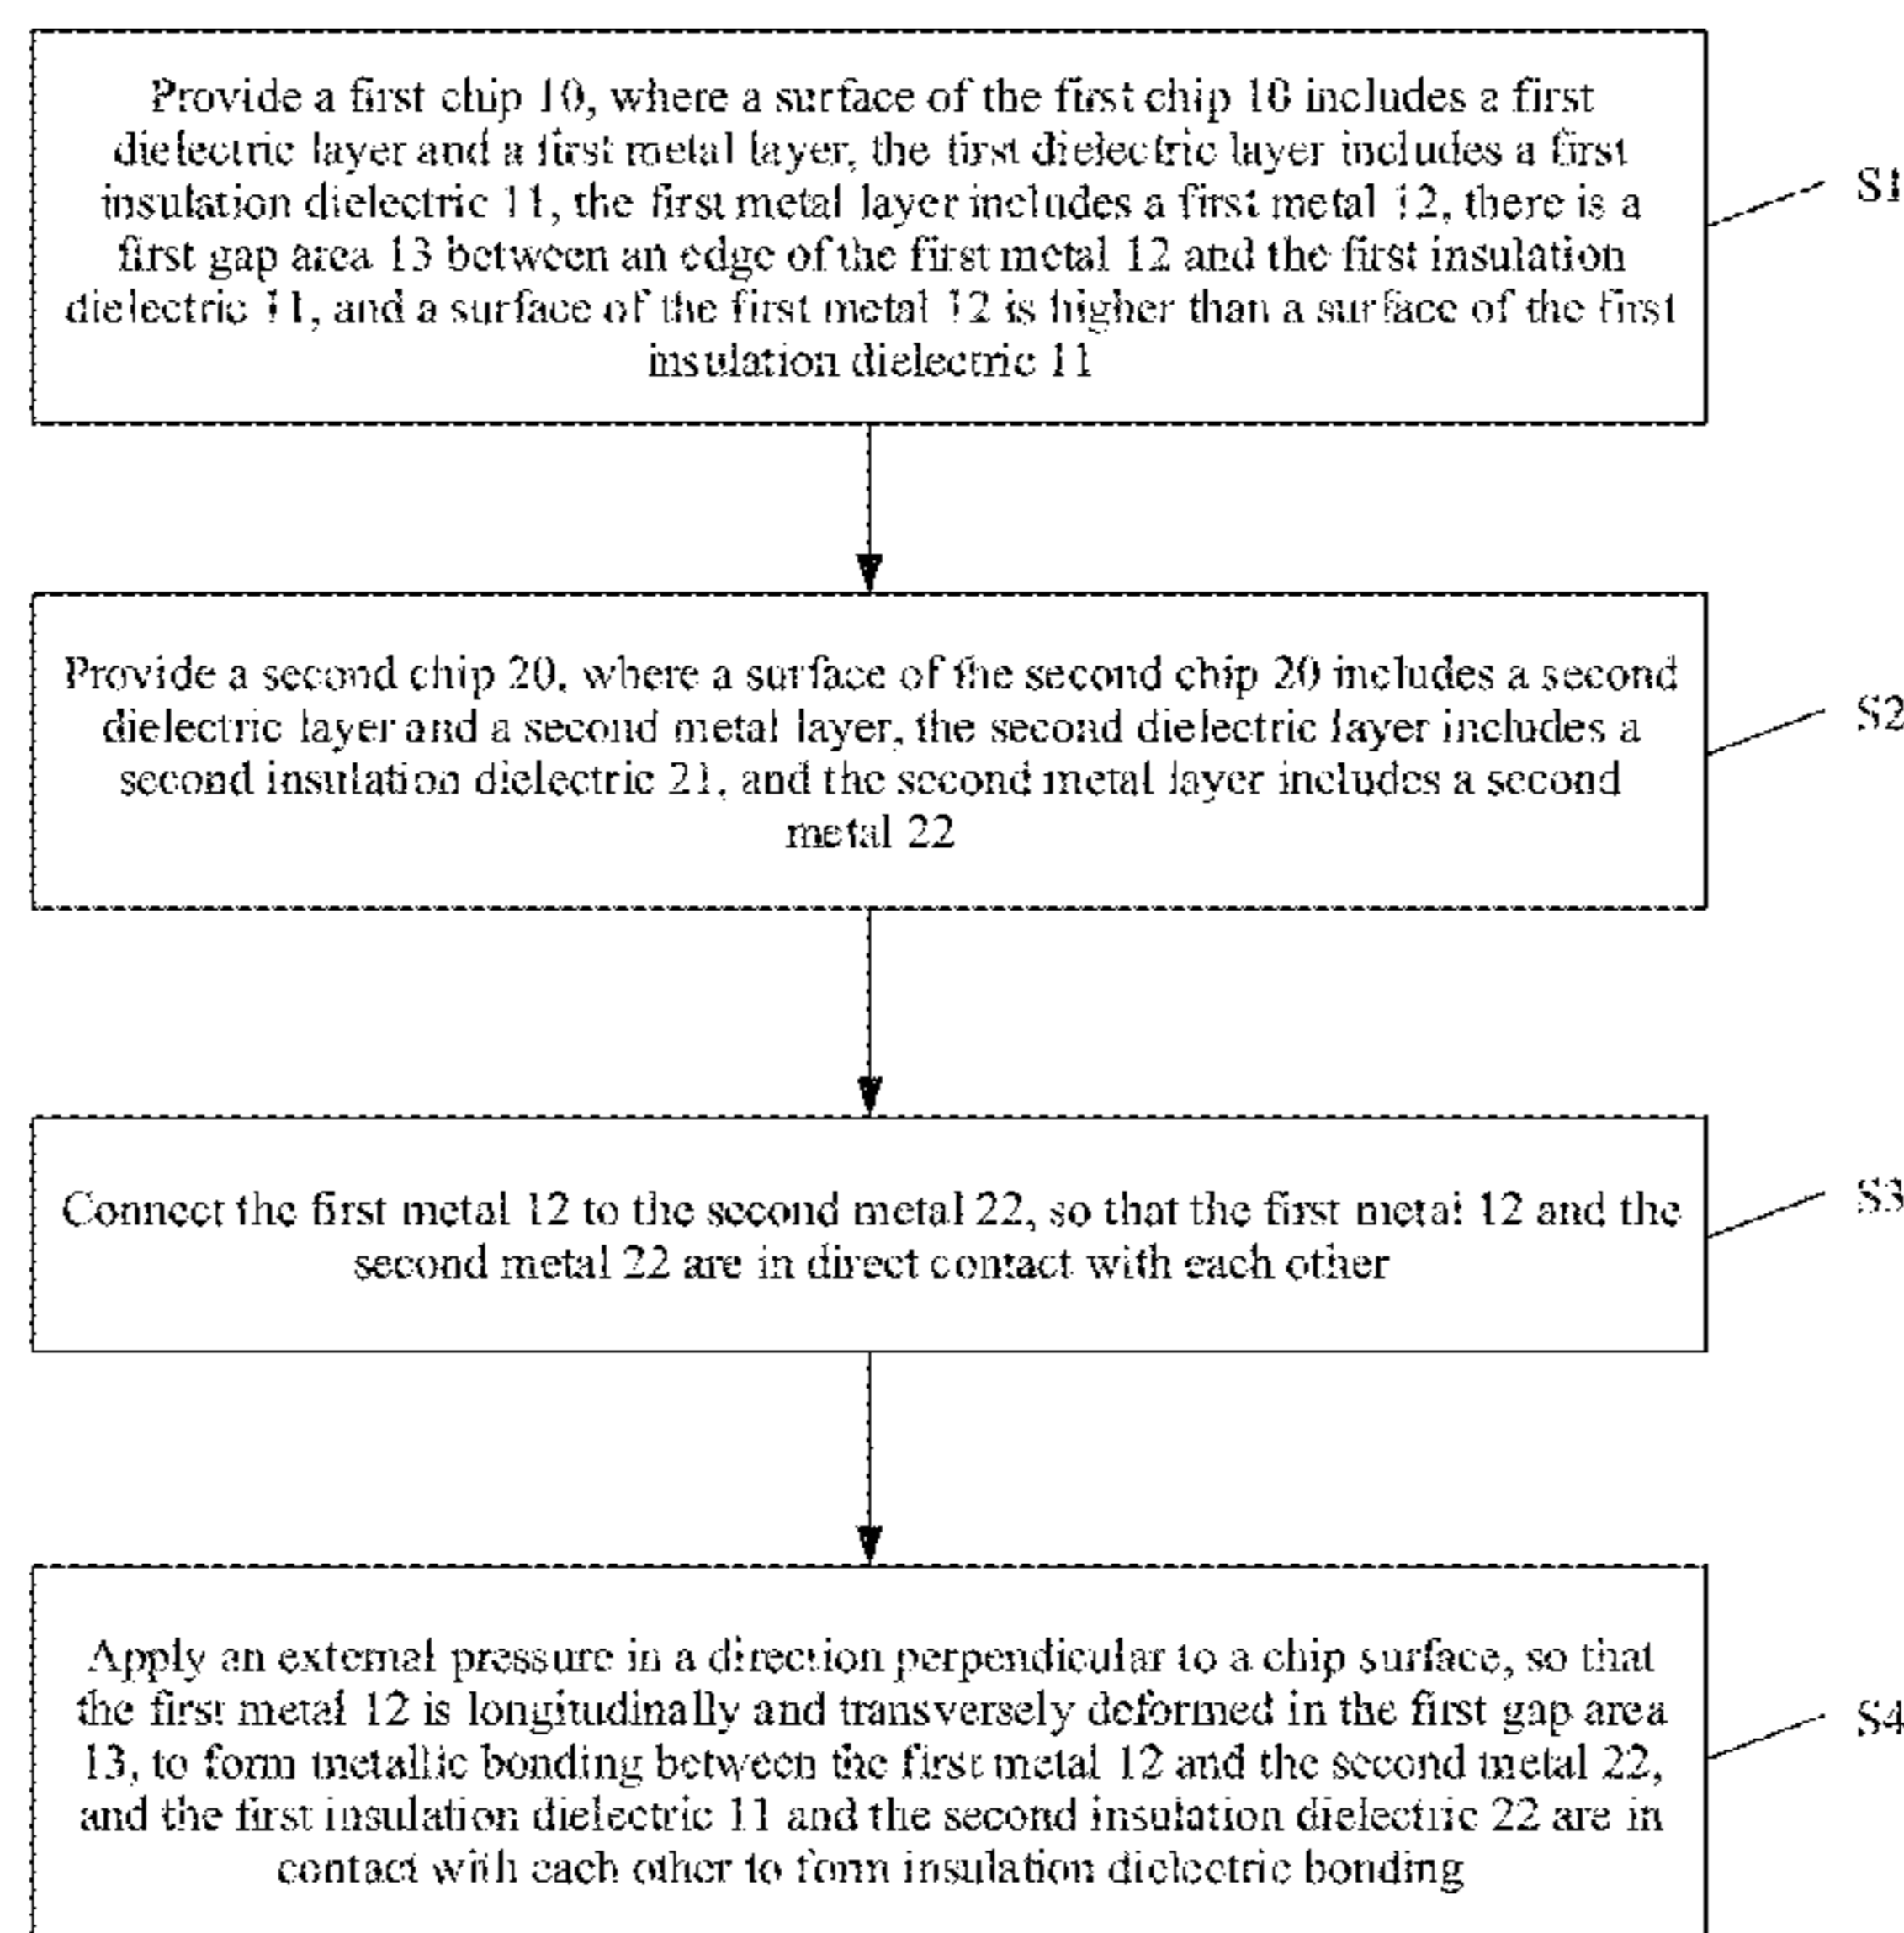 Provide a first chip 10, where a surface of the first chip 10 includes a first
dielectric layer and a first metal layer, the first dielectric layer includes a first
insulation dielectric 11, the first metal layer includes a first metal 12, there is a
first gap area 13 between an edge of the first metal 12 and the first insulation
dielectric 11, and a surface of the first metal 12 is higher than a surface of the first
insulation dielectric 11
S1
Provide a second chip 20, where a surface of the second chip 20 includes a second
dielectric layer and a second metal layer, the second dielectric layer includes a
second insulation dielectric 21, and the second metal layer includes a second
metal 22
S2
Connect the first metal 12 to the second metal 22, so that the first metal 12 and the
second metal 22 are in direct contact with each other
S3
Apply an external pressure in a direction perpendicular to a chip surface, so that
the first metal 12 is longitudinally and transversely deformed in the first gap area
13, to form metallic bonding between the first metal 12 and the second metal 22,
and the first insulation dielectric 11 and the second insulation dielectric 22 are in
contact with each other to form insulation dielectric bonding
S4